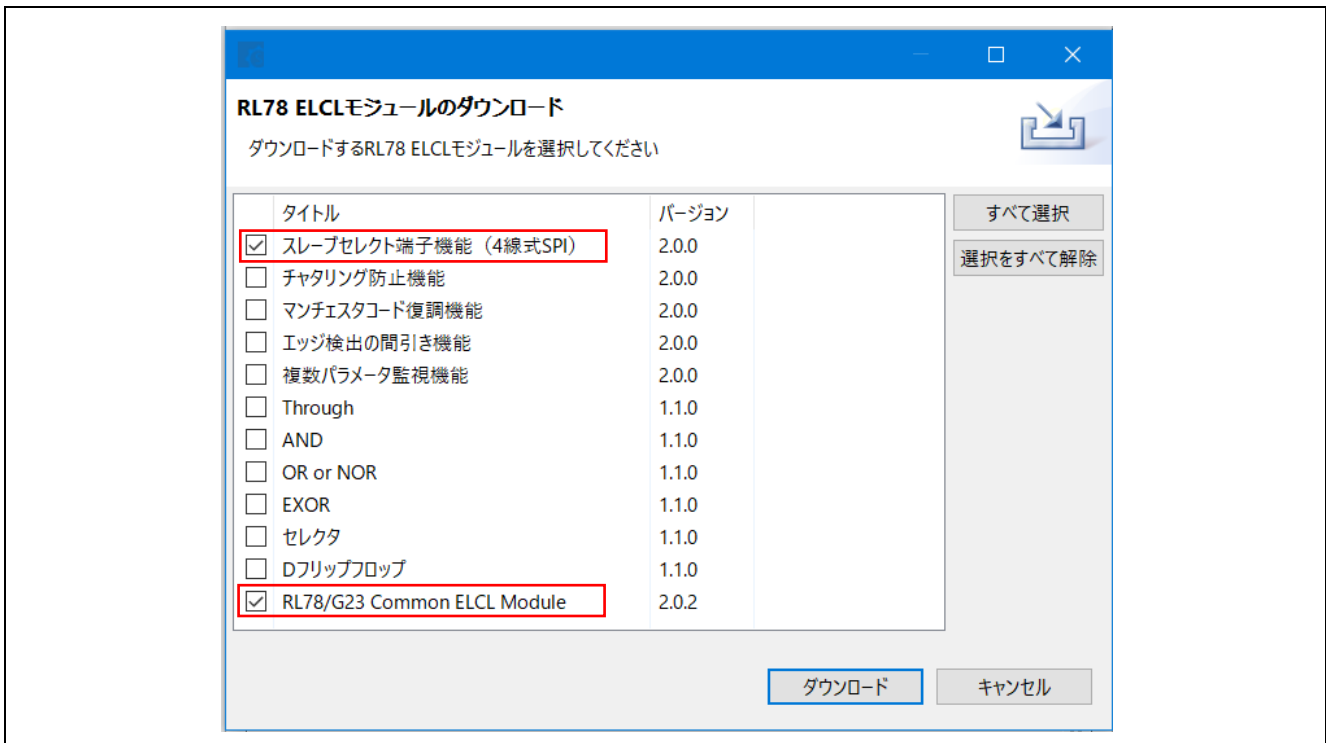 RL78 ELCLモジュールのダウンロード
ダウンロードするRL78 ELCLモジュールを選択してください
タイトル バージョン すべて選択
スレーブセレクト端子機能（4線式SPI） 2.0.0
選択をすべて解除
チャタリング防止機能 2.0.0
マンチェスタコード復調機能 2.0.0
エッジ検出の間引き機能 2.0.0
複数パラメータ監視機能 2.0.0
Through 1.1.0
AND 1.1.0
OR or NOR 1.1.0
EXOR 1.1.0
セレクタ 1.1.0
Dフリップフロップ 1.1.0
RL78/G23 Common ELCL Module 2.0.2
ダウンロード キャンセル